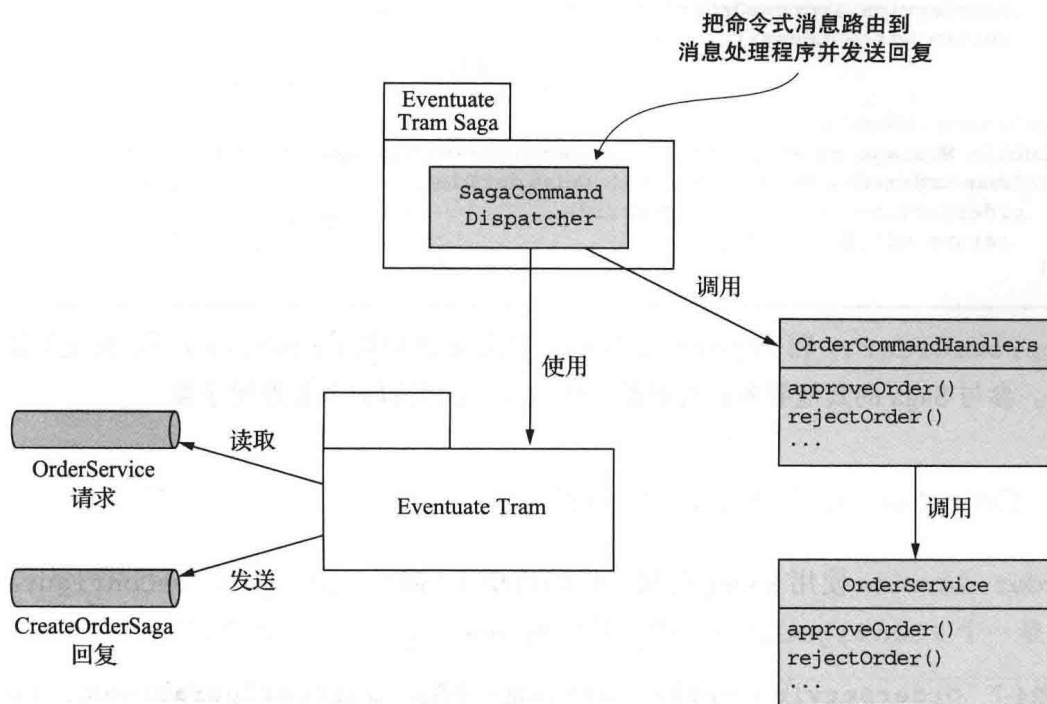 把命令式消息路由到
消息处理程序并发送回复
Eventuate
Tram Saga
SagaCommand
Dispatcher
调用
使用
OrderCommandHandlers
approveOrder()
rejectOrder()
...
读取
OrderService
请求
Eventuate Tram
发送
CreateOrderSaga
回复
调用
OrderService
approveOrder()
rejectOrder()
...